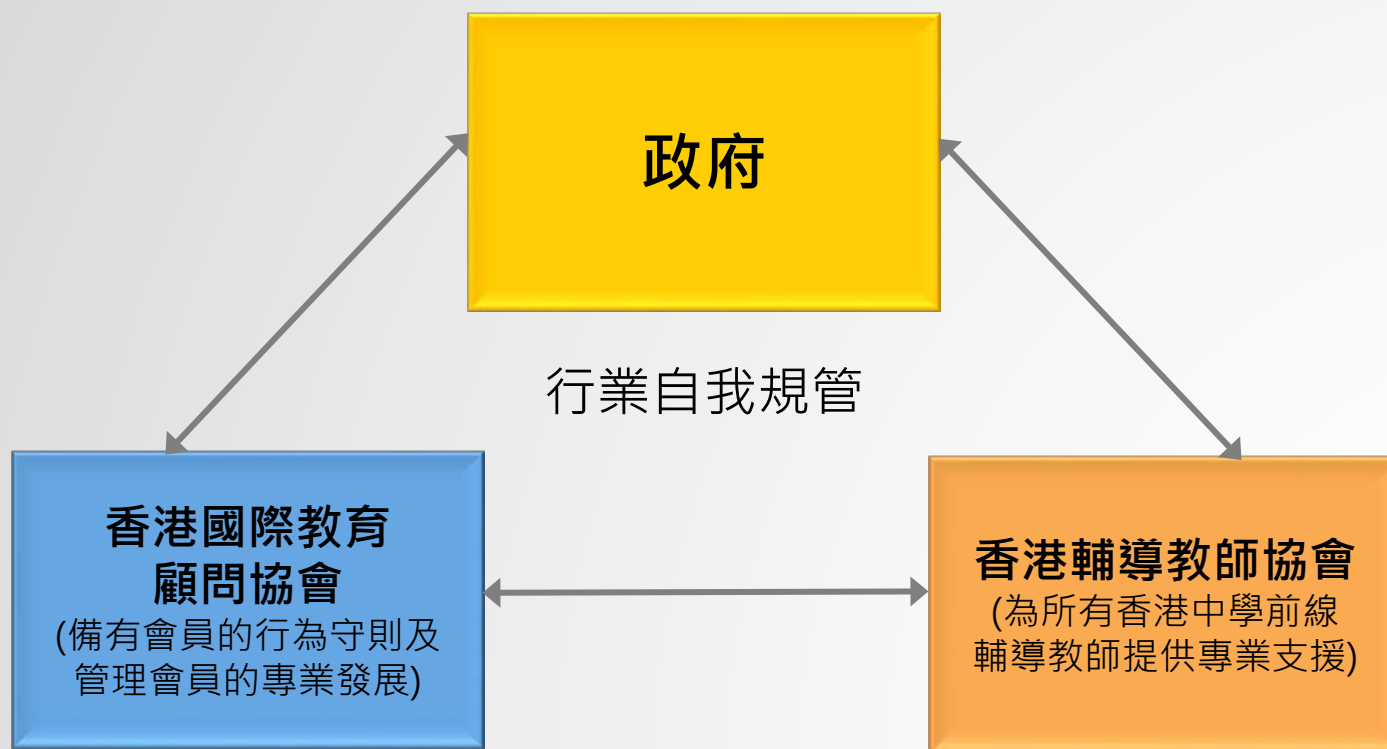 政府
行業自我規管
香港國際教育
顧問協會
(備有會員的行為守則及
管理會員的專業發展)
香港輔導教師協會
(為所有香港中學前線
輔導教師提供專業支援)